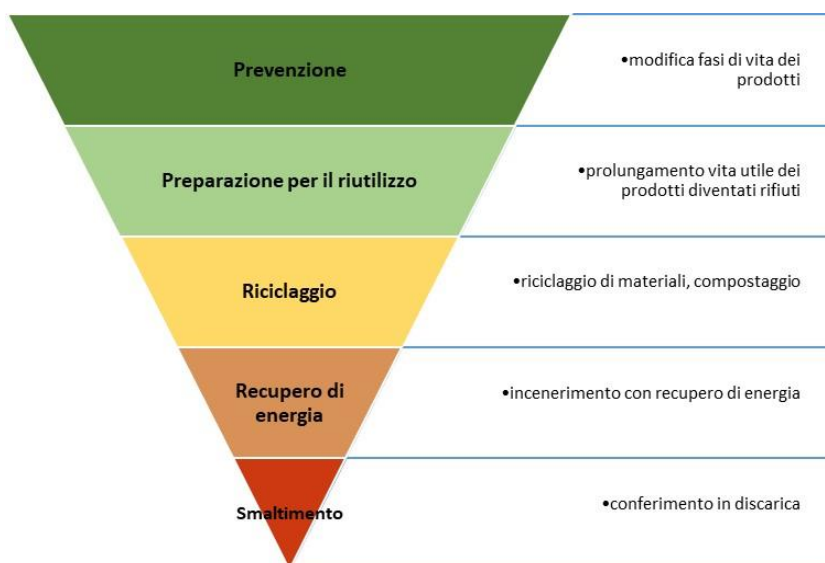 Prevenzione
•modifica fasi di vita dei
prodotti
Preparazione per il riutilizzo
•prolungamento vita utile dei
prodotti diventati rifiuti
Riciclaggio
•riciclaggio di materiali, compostaggio
Recupero di
energia
•incenerimento con recupero di energia
Smaltimento
•conferimento in discarica